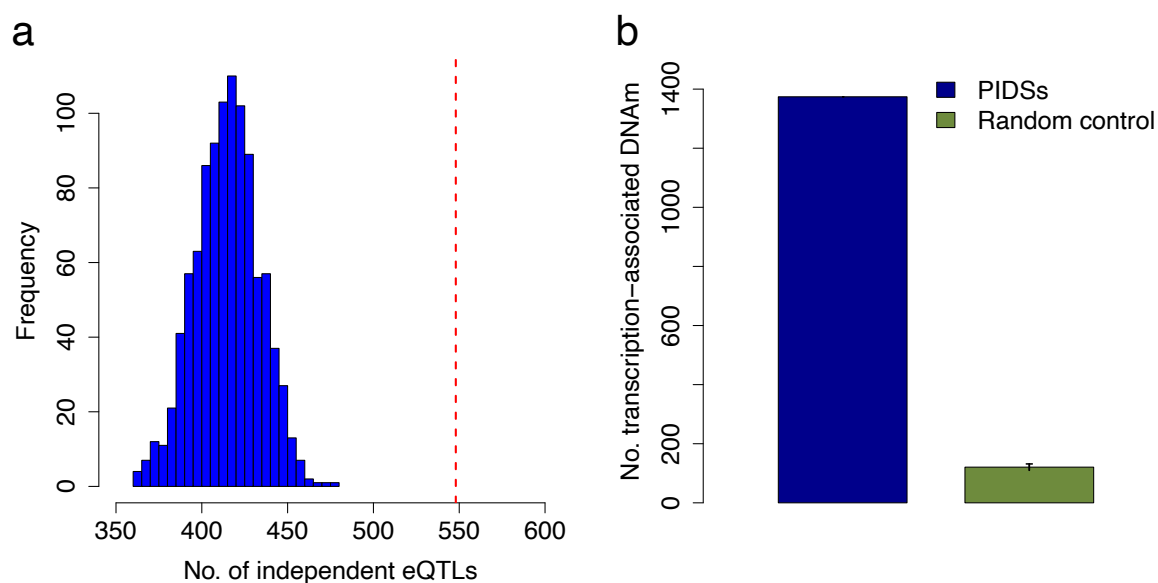 a
Frequency
0
20
40
60
80
100
350
400
450
500
550
600
No. of independent eQTLs
b
No. transcription-associated DNAm
0
200
600
1000
1400
PIDSs
Random control